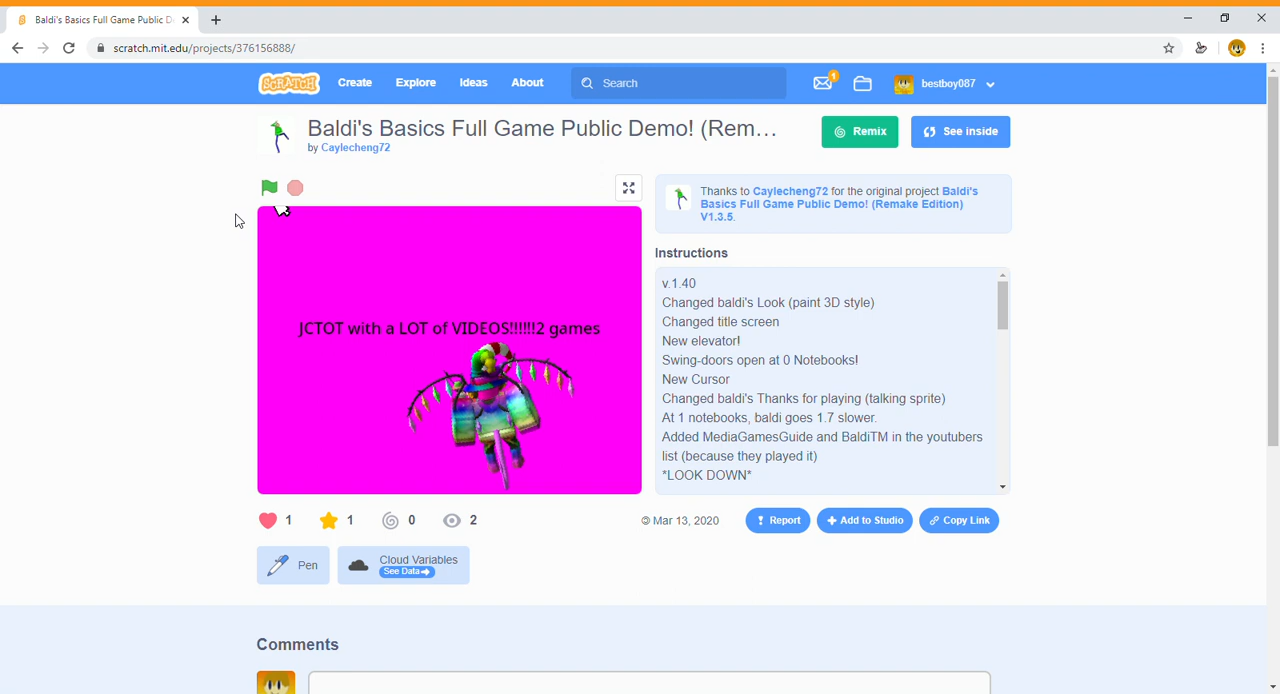 Baldi's Basics Full Game Public D
scratch.mit.edu/projects/376156888/
SCRATCH Create Explore Ideas About Search 1 bestboy087
Baldi's Basics Full Game Public Demo! (Rem...
by Caylecheng72
Remix See inside
Thanks to Caylecheng72 for the original project Baldi's
Basics Full Game Public Demo! (Remake Edition)
V1.3.5.
Instructions
v.1.40
Changed baldi's Look (paint 3D style)
Changed title screen
New elevator!
Swing-doors open at 0 Notebooks!
New Cursor
Changed baldi's Thanks for playing (talking sprite)
At 1 notebooks, baldi goes 1.7 slower.
Added MediaGamesGuide and BaldiTM in the youtubers
list (because they played it)
*LOOK DOWN*
JCTOT with a LOT of VIDEOS!!!!!!2 games
1 1 0 2
© Mar 13, 2020 Report Add to Studio Copy Link
Pen
Cloud Variables
See Data
Comments